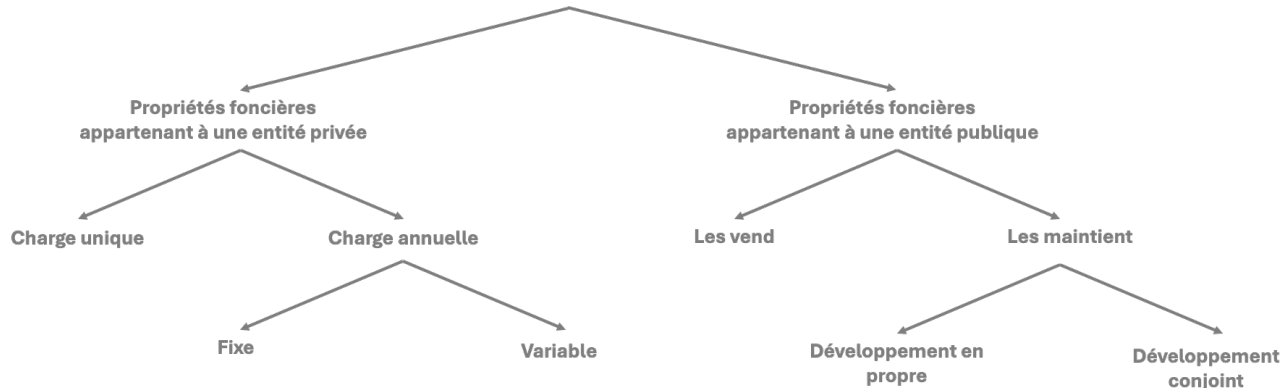 Propriétés foncières
appartenant à une entité privée
Propriétés foncières
appartenant à une entité publique
Charge unique
Charge annuelle
Les vend
Les maintient
Fixe
Variable
Développement en
propre
Développement
conjoint